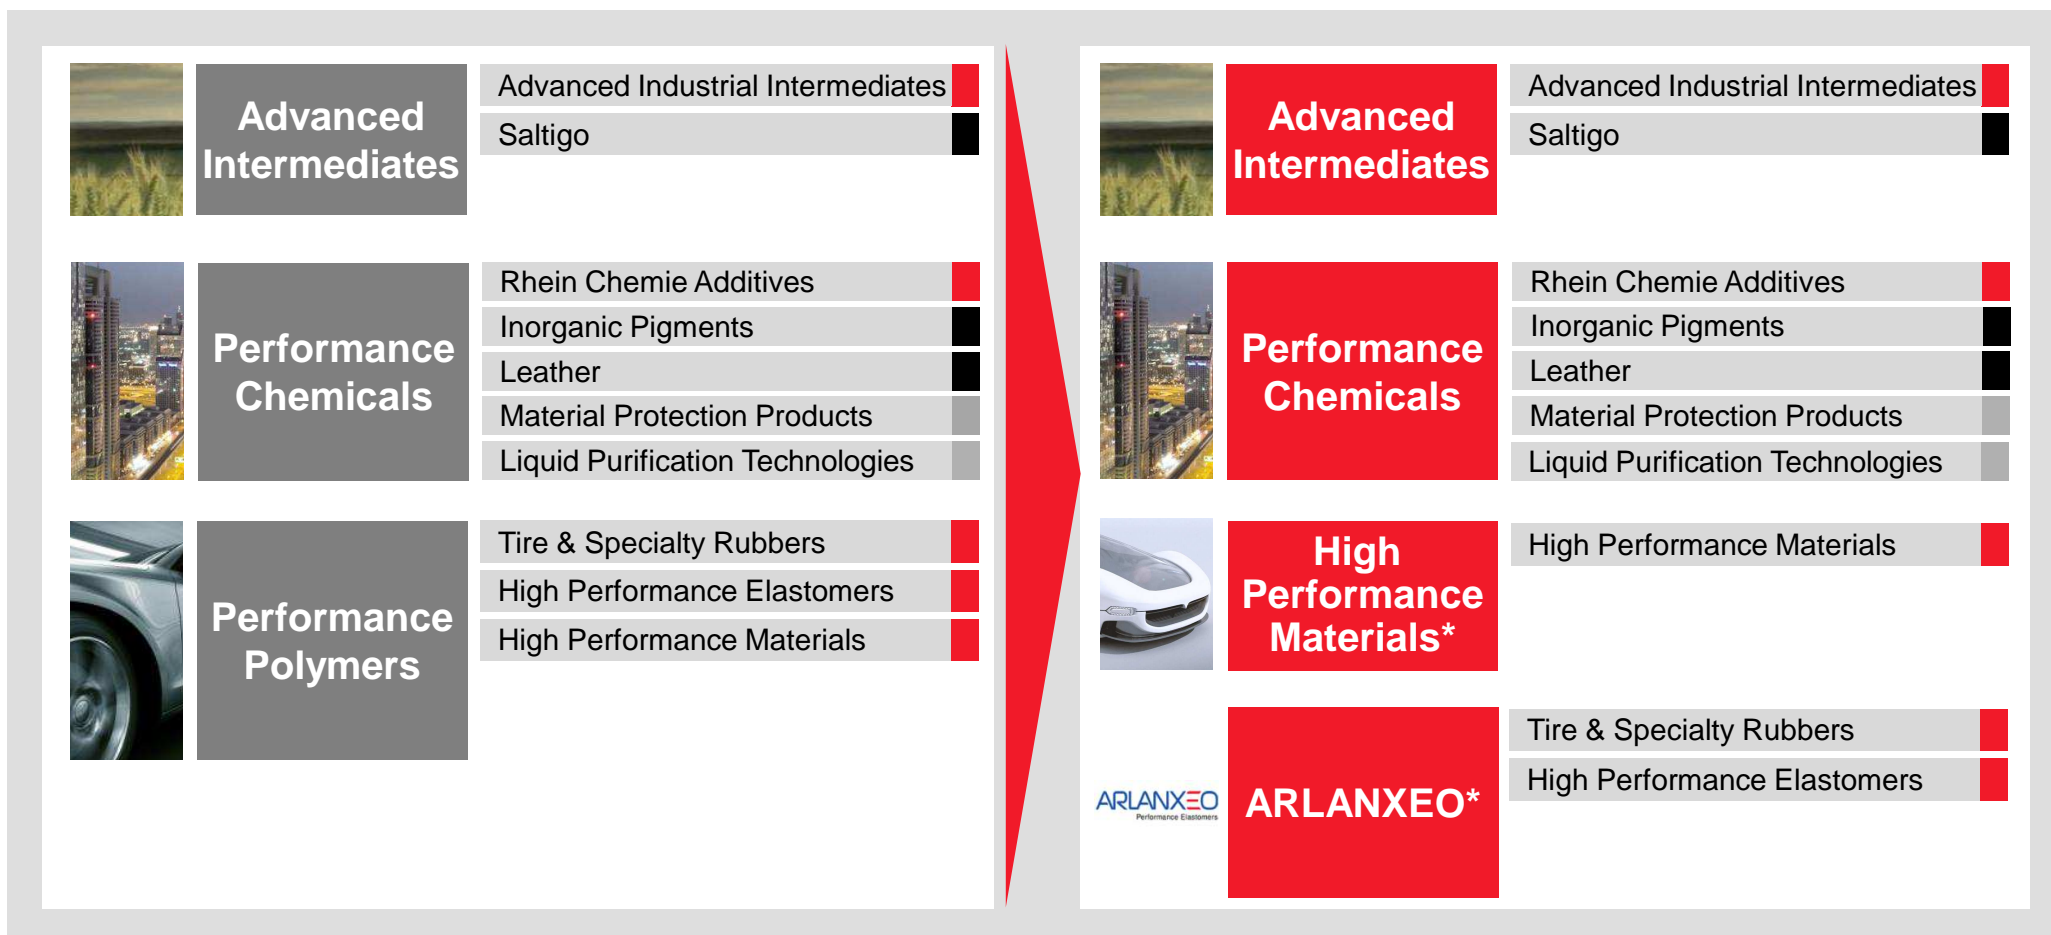 Advanced
Intermediates
Advanced Industrial Intermediates
Saltigo
Performance
Chemicals
Rhein Chemie Additives
Inorganic Pigments
Leather
Material Protection Products
Liquid Purification Technologies
Performance
Polymers
Tire & Specialty Rubbers
High Performance Elastomers
High Performance Materials
Advanced
Intermediates
Advanced Industrial Intermediates
Saltigo
Performance
Chemicals
Rhein Chemie Additives
Inorganic Pigments
Leather
Material Protection Products
Liquid Purification Technologies
High
Performance
Materials*
High Performance Materials
ARLANXEO
Performance Elastomers
ARLANXEO*
Tire & Specialty Rubbers
High Performance Elastomers